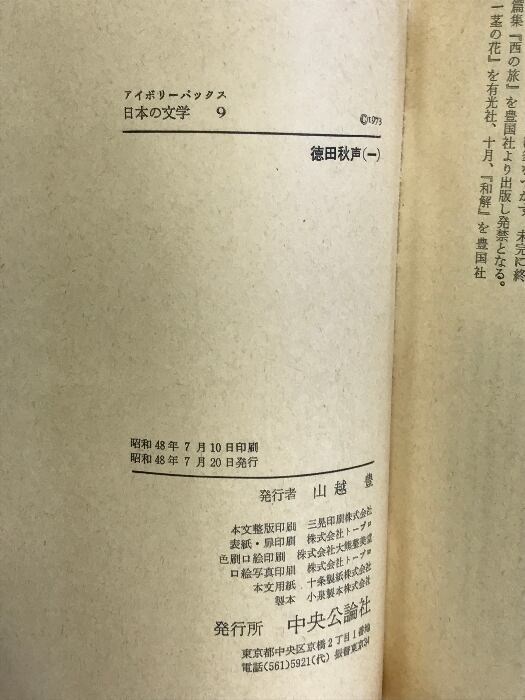 篇集『西の旅』を豊国社より出版し発禁となる。
一茎の花』を有光社、十月、『和解』を豊国社
アイボリーバックス
日本の文学 9
©1973
徳田秋声(一)
昭和48年7月10日印刷
昭和48年7月20日発行
発行者 山越 豊
本文整版印刷 三晃印刷株式会社
表紙・扉印刷 株式会社トープロ
色刷口絵印刷 株式会社大熊整美堂
口絵写真印刷 株式会社トープロ
本文用紙 十条製紙株式会社
製本 小泉製本株式会社
発行所 中央公論社
東京都中央区京橋2丁目1番地
電話(561)5921(代) 振替東京34